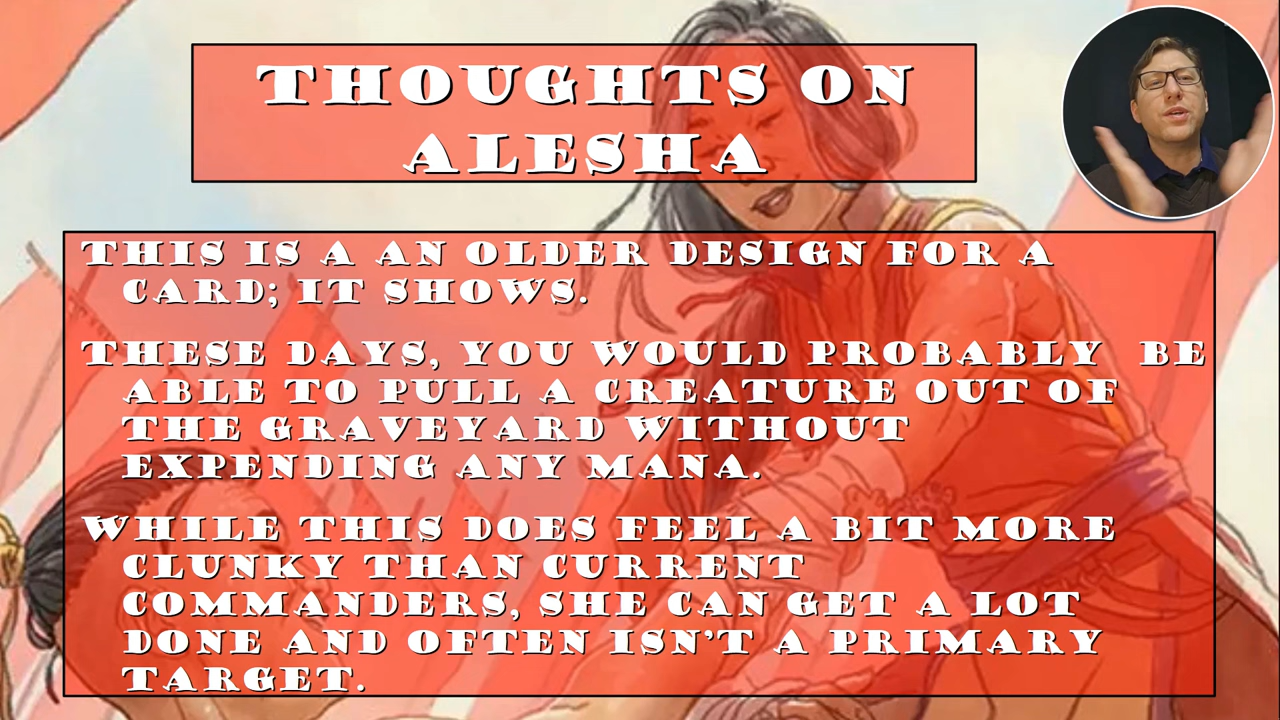 THOUGHTS ON
ALESHA
THIS IS A AN OLDER DESIGN FOR A
CARD; IT SHOWS.
THESE DAYS, YOU WOULD PROBABLY BE
ABLE TO PULL A CREATURE OUT OF
THE GRAVEYARD WITHOUT
EXPENDING ANY MANA.
WHILE THIS DOES FEEL A BIT MORE
CLUNKY THAN CURRENT
COMMANDERS, SHE CAN GET A LOT
DONE AND OFTEN ISN'T A PRIMARY
TARGET.